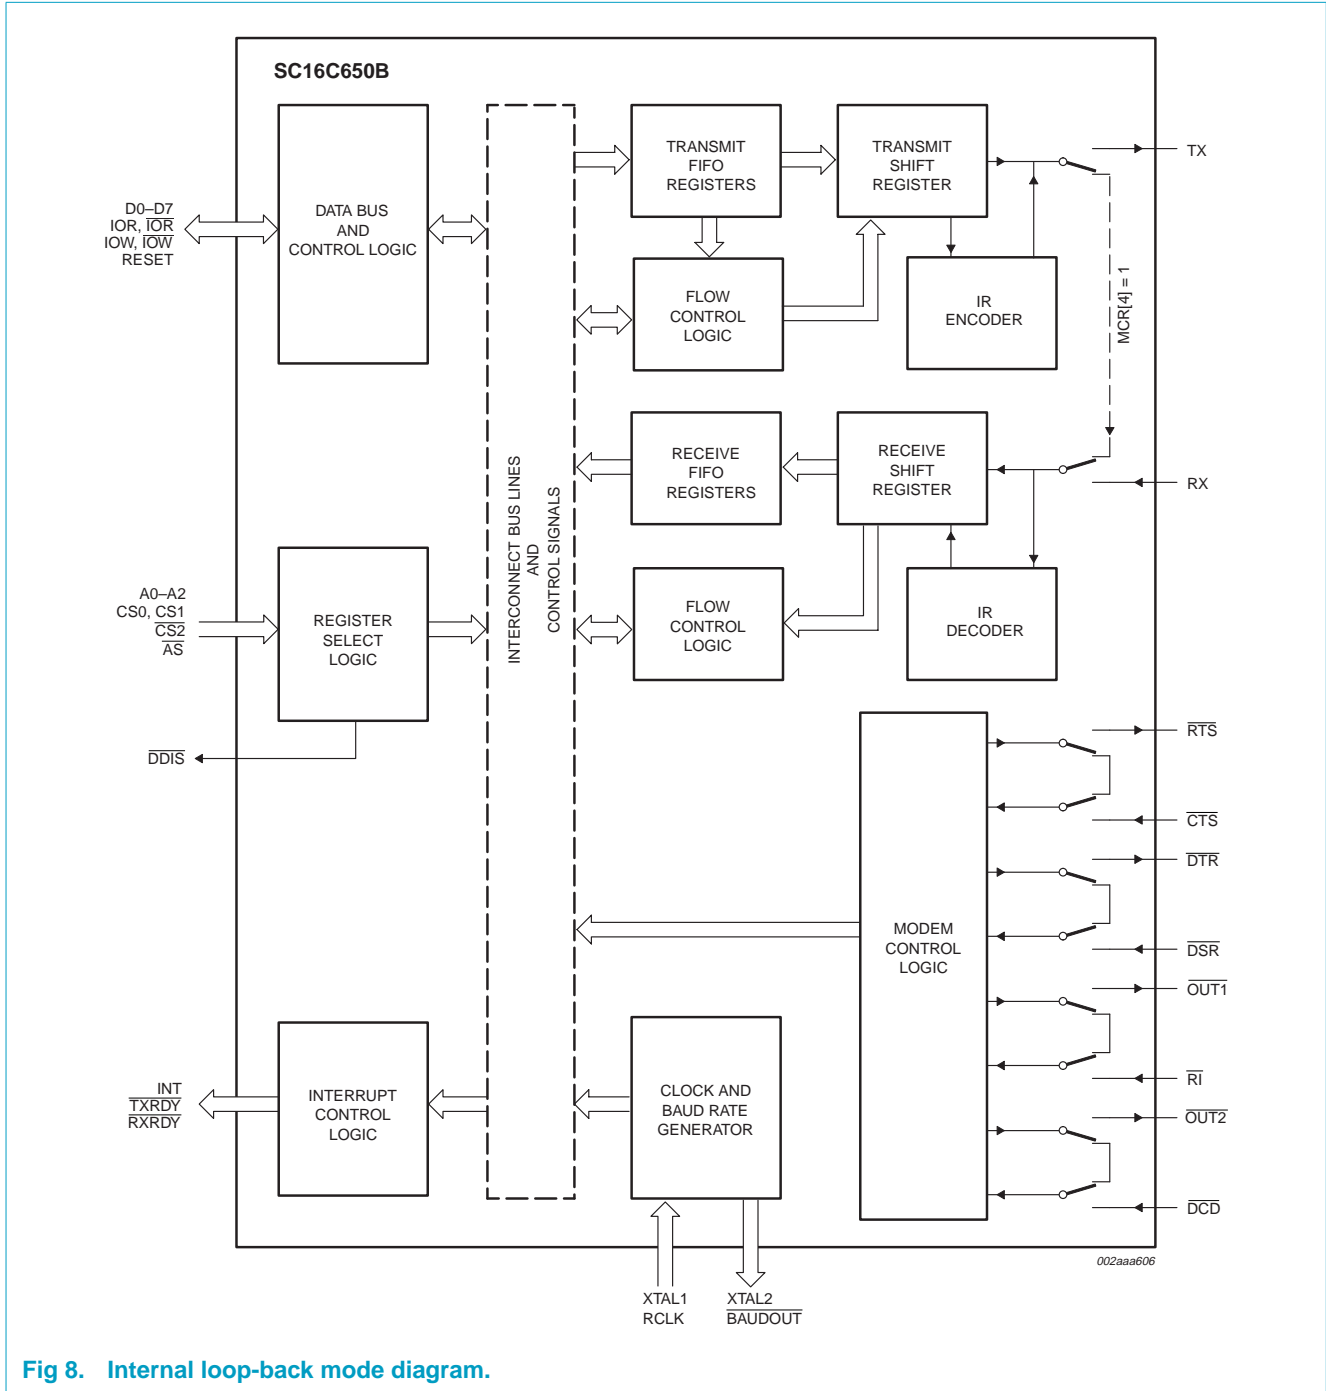 SC16C650B
D0–D7
IOR, IOR
IOW, IOW
RESET
DATA BUS
AND
CONTROL LOGIC
TRANSMIT
FIFO
REGISTERS
TRANSMIT
SHIFT
REGISTER
TX
FLOW
CONTROL
LOGIC
IR
ENCODER
MCR[4] = 1
INTERCONNECT BUS LINES
AND
CONTROL SIGNALS
RECEIVE
FIFO
REGISTERS
RECEIVE
SHIFT
REGISTER
RX
A0–A2
CS0, CS1
CS2
AS
REGISTER
SELECT
LOGIC
FLOW
CONTROL
LOGIC
IR
DECODER
DDIS
MODEM
CONTROL
LOGIC
RTS
CTS
DTR
DSR
OUT1
RI
OUT2
DCD
INT
TXRDY
RXRDY
INTERRUPT
CONTROL
LOGIC
CLOCK AND
BAUD RATE
GENERATOR
XTAL1
RCLK
XTAL2
BAUDOUT
002aaa606
Fig 8. Internal loop-back mode diagram.